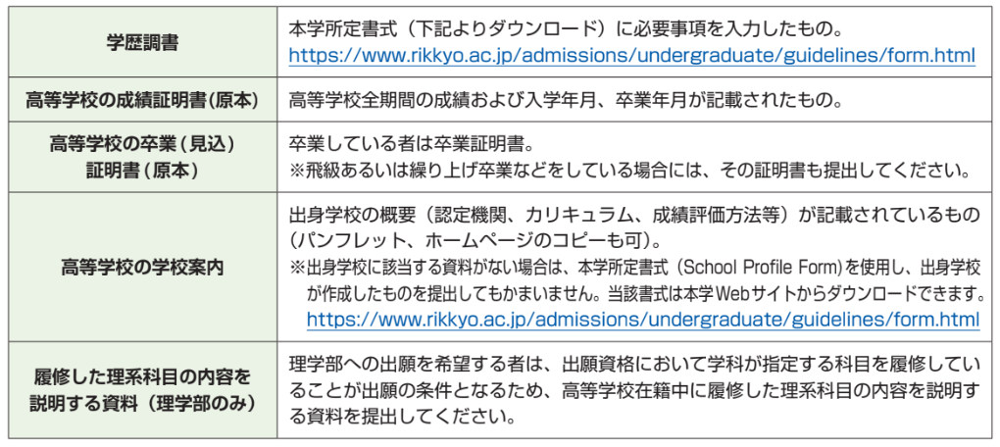 学歴調書
本学所定書式（下記よりダウンロード）に必要事項を入力したもの。
https://www.rikkyo.ac.jp/admissions/undergraduate/guidelines/form.html
高等学校の成績証明書(原本)
高等学校全期間の成績および入学年月、卒業年月が記載されたもの。
高等学校の卒業(見込)
証明書(原本)
卒業している者は卒業証明書。
※飛級あるいは繰り上げ卒業などをしている場合には、その証明書も提出してください。
高等学校の学校案内
出身学校の概要（認定機関、カリキュラム、成績評価方法等）が記載されているもの
（パンフレット、ホームページのコピーも可）。
※出身学校に該当する資料がない場合は、本学所定書式（School Profile Form)を使用し、出身学校
が作成したものを提出してもかまいません。当該書式は本学Webサイトからダウンロードできます。
https://www.rikkyo.ac.jp/admissions/undergraduate/guidelines/form.html
履修した理系科目の内容を
説明する資料（理学部のみ）
理学部への出願を希望する者は、出願資格において学科が指定する科目を履修してい
ることが出願の条件となるため、高等学校在籍中に履修した理系科目の内容を説明す
る資料を提出してください。